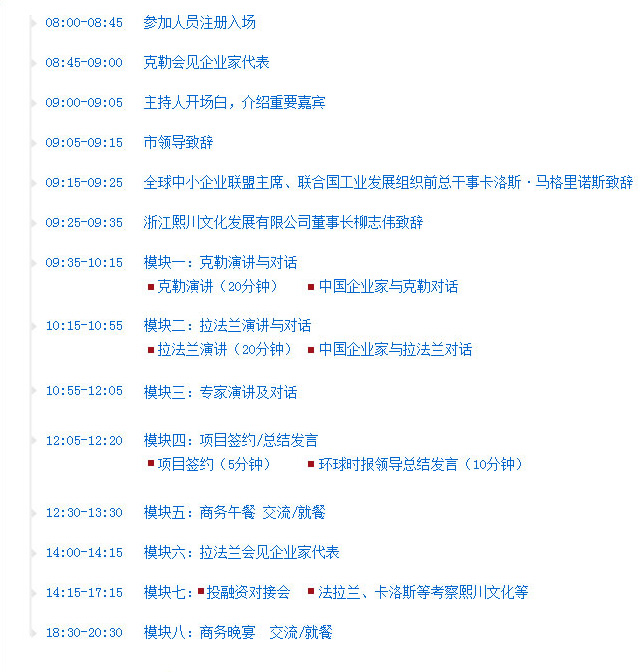 08:00-08:45 参加人员注册入场
08:45-09:00 克勒会见企业家代表
09:00-09:05 主持人开场白，介绍重要嘉宾
09:05-09:15 市领导致辞
09:15-09:25 全球中小企业联盟主席、联合国工业发展组织前总干事卡洛斯·马格里诺斯致辞
09:25-09:35 浙江熙川文化发展有限公司董事长柳志伟致辞
09:35-10:15 模块一：克勒演讲与对话
■克勒演讲（20分钟） ■中国企业家与克勒对话
10:15-10:55 模块二：拉法兰演讲与对话
■拉法兰演讲（20分钟） ■中国企业家与拉法兰对话
10:55-12:05 模块三：专家演讲及对话
12:05-12:20 模块四：项目签约/总结发言
■项目签约（5分钟） ■环球时报领导总结发言（10分钟）
12:30-13:30 模块五：商务午餐 交流/就餐
14:00-14:15 模块六：拉法兰会见企业家代表
14:15-17:15 模块七：■投融资对接会 ■法拉兰、卡洛斯等考察熙川文化等
18:30-20:30 模块八：商务晚宴 交流/就餐